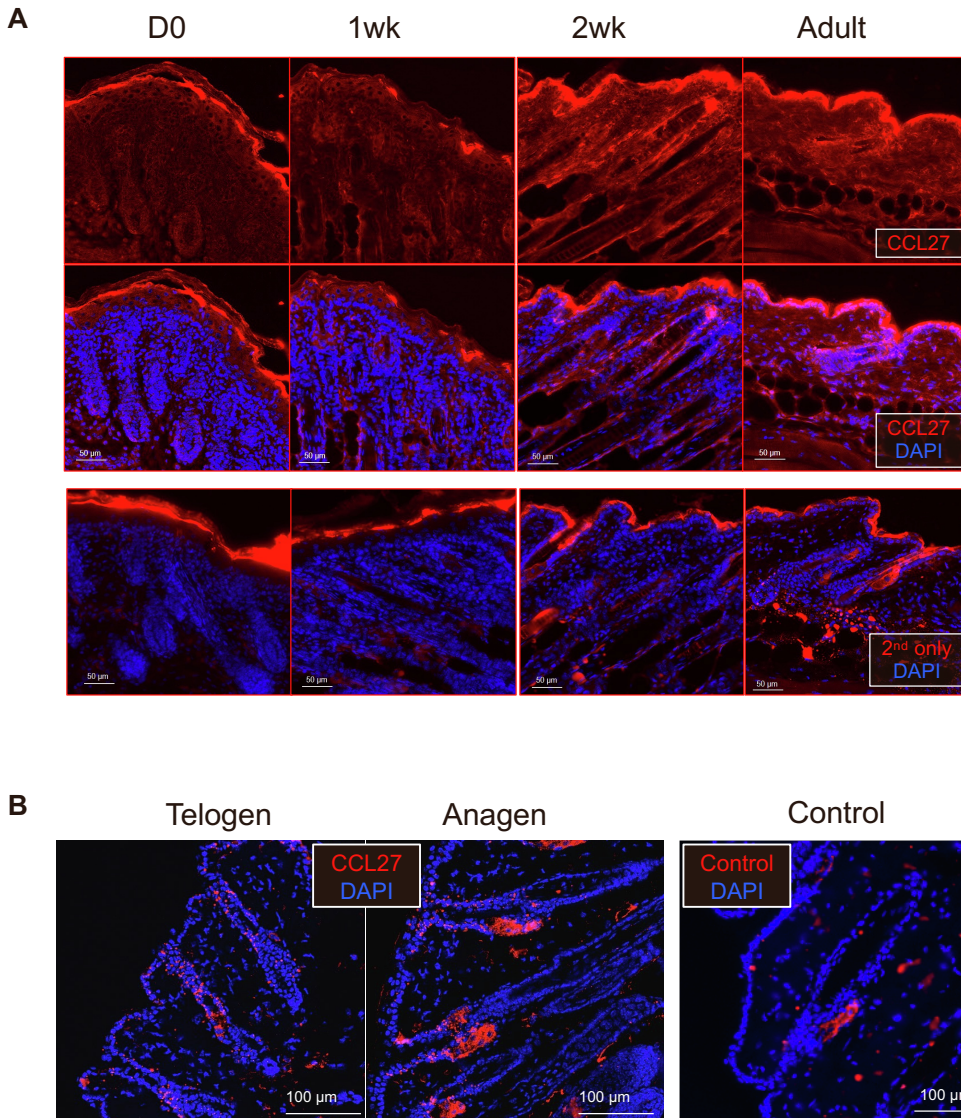 A
D0 1wk 2wk Adult
CCL27
CCL27
DAPI
50 µm 50 µm 50 µm 50 µm
2nd only
DAPI
50 µm 50 µm 50 µm 50 µm
B
Telogen Anagen Control
CCL27
DAPI
Control
DAPI
100 µm 100 µm 100 µm